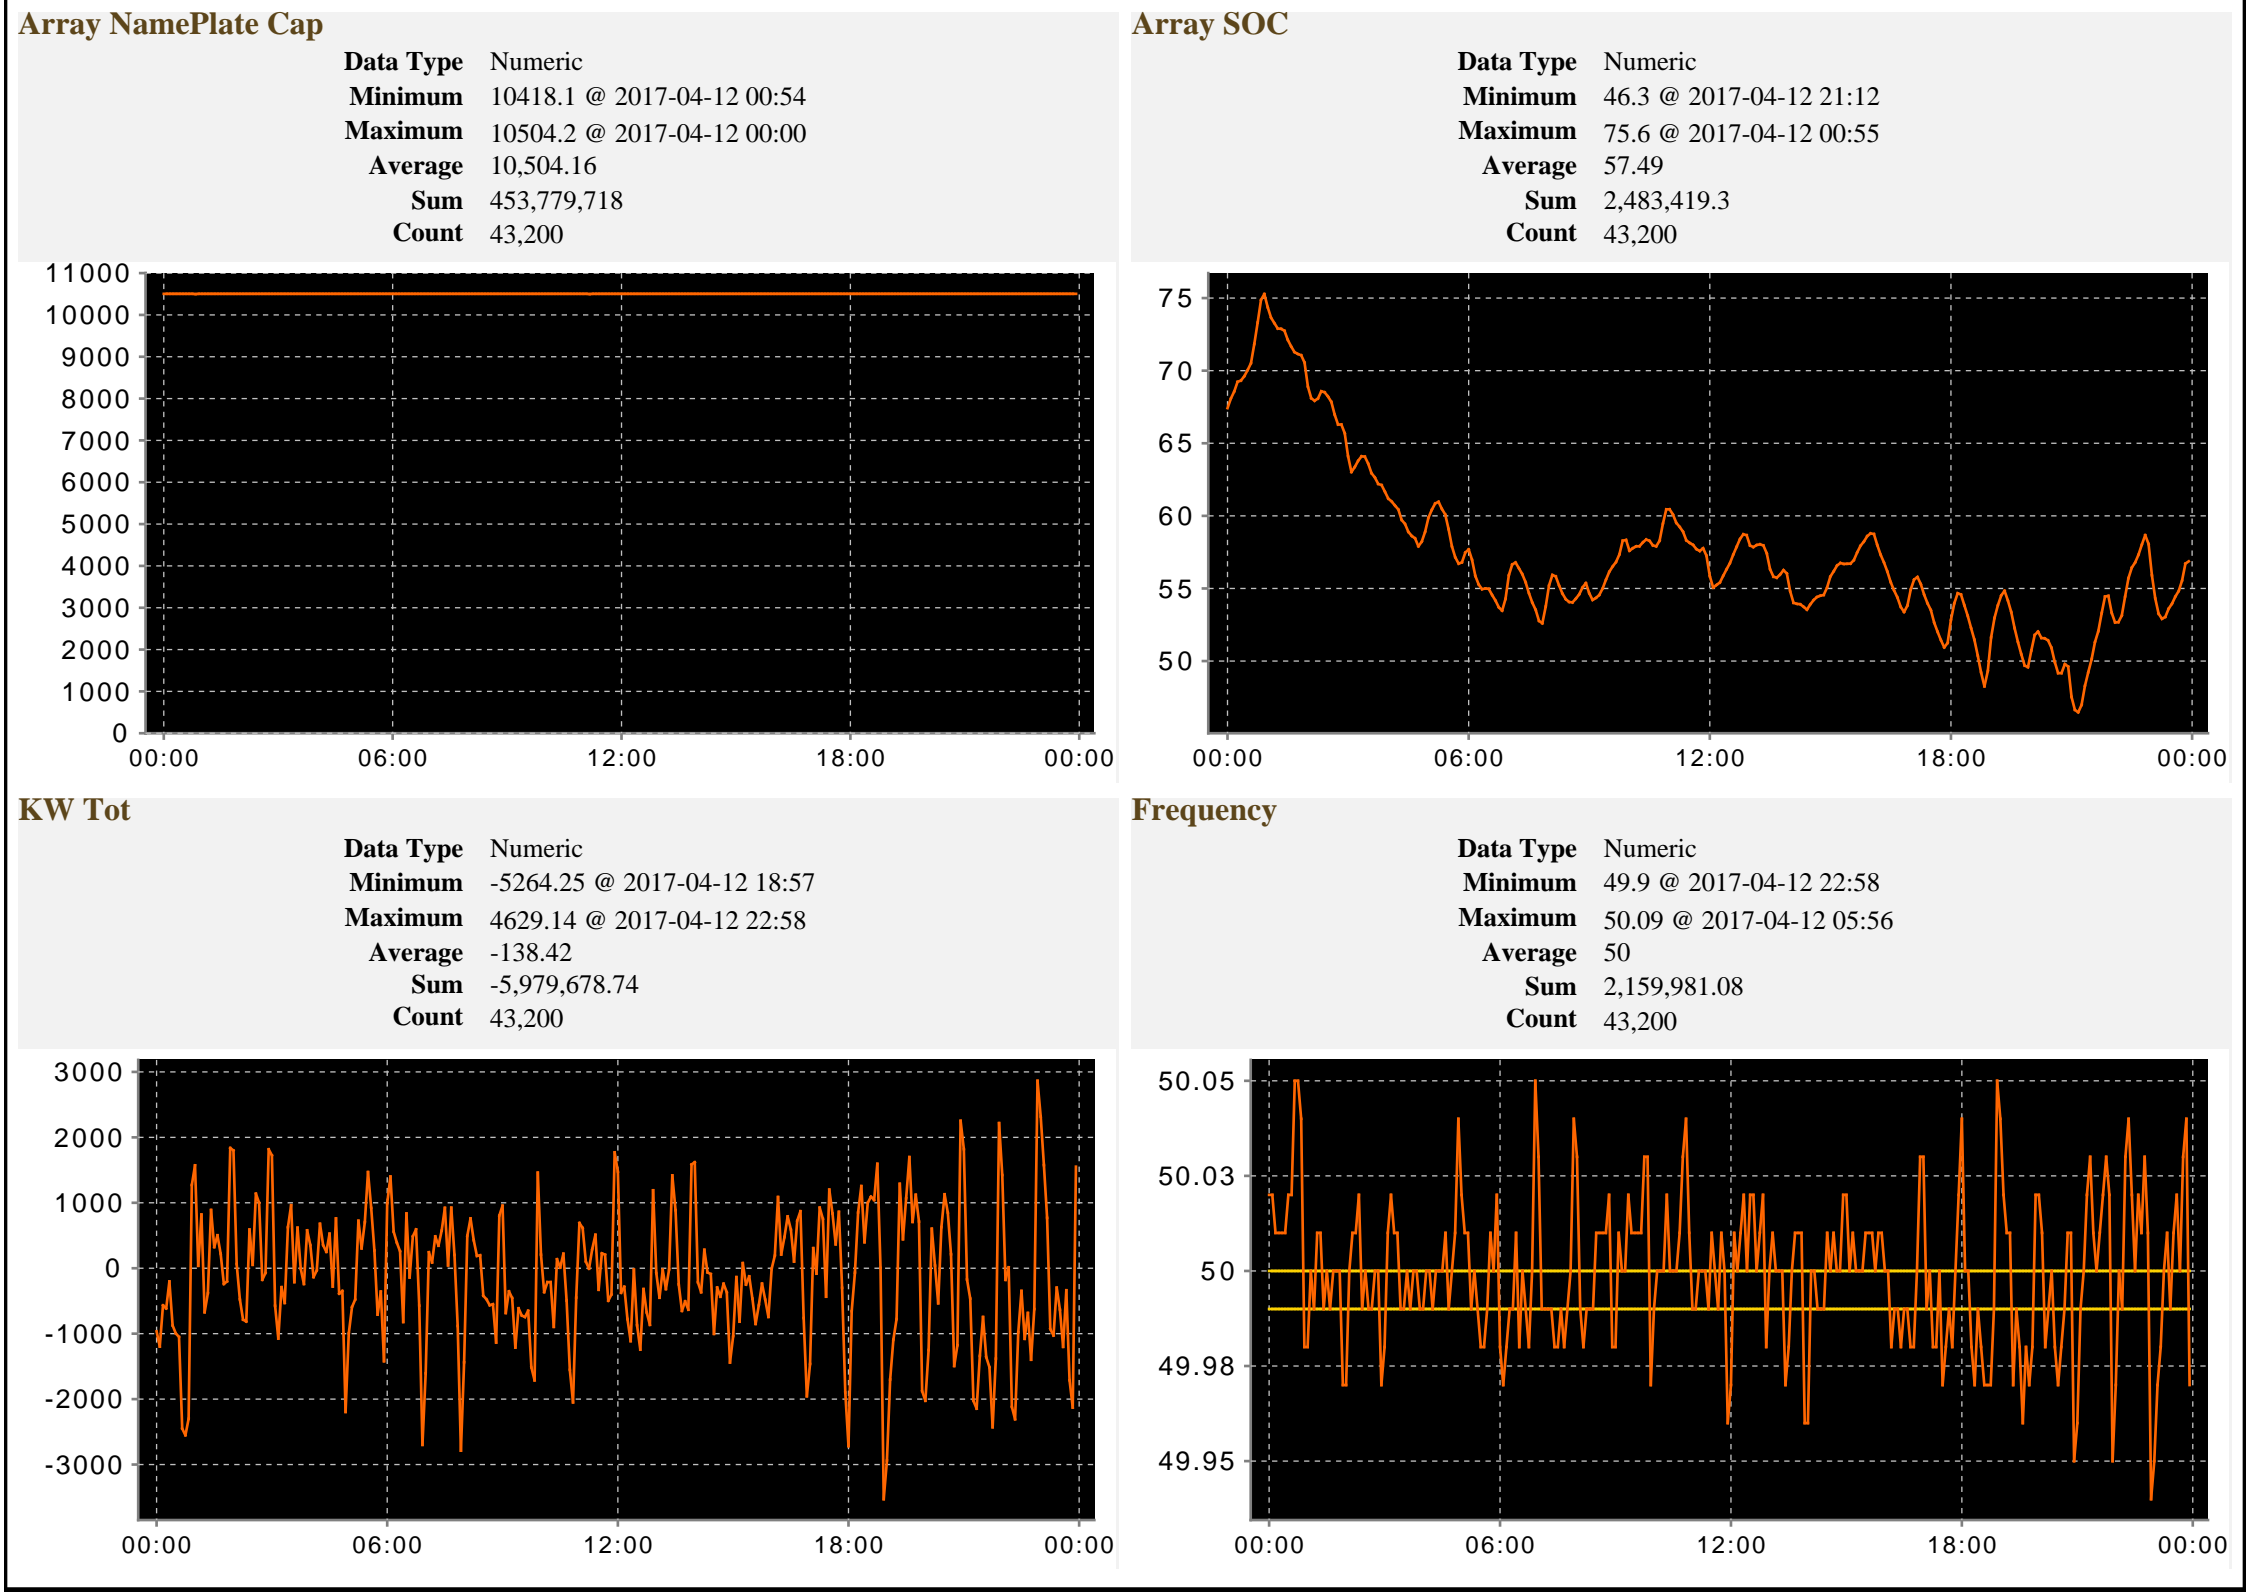 Array NamePlate Cap
Data Type Numeric
Minimum 10418.1 @ 2017-04-12 00:54
Maximum 10504.2 @ 2017-04-12 00:00
Average 10,504.16
Sum 453,779,718
Count 43,200
11000
10000
9000
8000
7000
6000
5000
4000
3000
2000
1000
0
00:00 06:00 12:00 18:00 00:00
Array SOC
Data Type Numeric
Minimum 46.3 @ 2017-04-12 21:12
Maximum 75.6 @ 2017-04-12 00:55
Average 57.49
Sum 2,483,419.3
Count 43,200
75
70
65
60
55
50
00:00 06:00 12:00 18:00 00:00
KW Tot
Data Type Numeric
Minimum -5264.25 @ 2017-04-12 18:57
Maximum 4629.14 @ 2017-04-12 22:58
Average -138.42
Sum -5,979,678.74
Count 43,200
3000
2000
1000
0
-1000
-2000
-3000
00:00 06:00 12:00 18:00 00:00
Frequency
Data Type Numeric
Minimum 49.9 @ 2017-04-12 22:58
Maximum 50.09 @ 2017-04-12 05:56
Average 50
Sum 2,159,981.08
Count 43,200
50.05
50.03
50
49.98
49.95
00:00 06:00 12:00 18:00 00:00